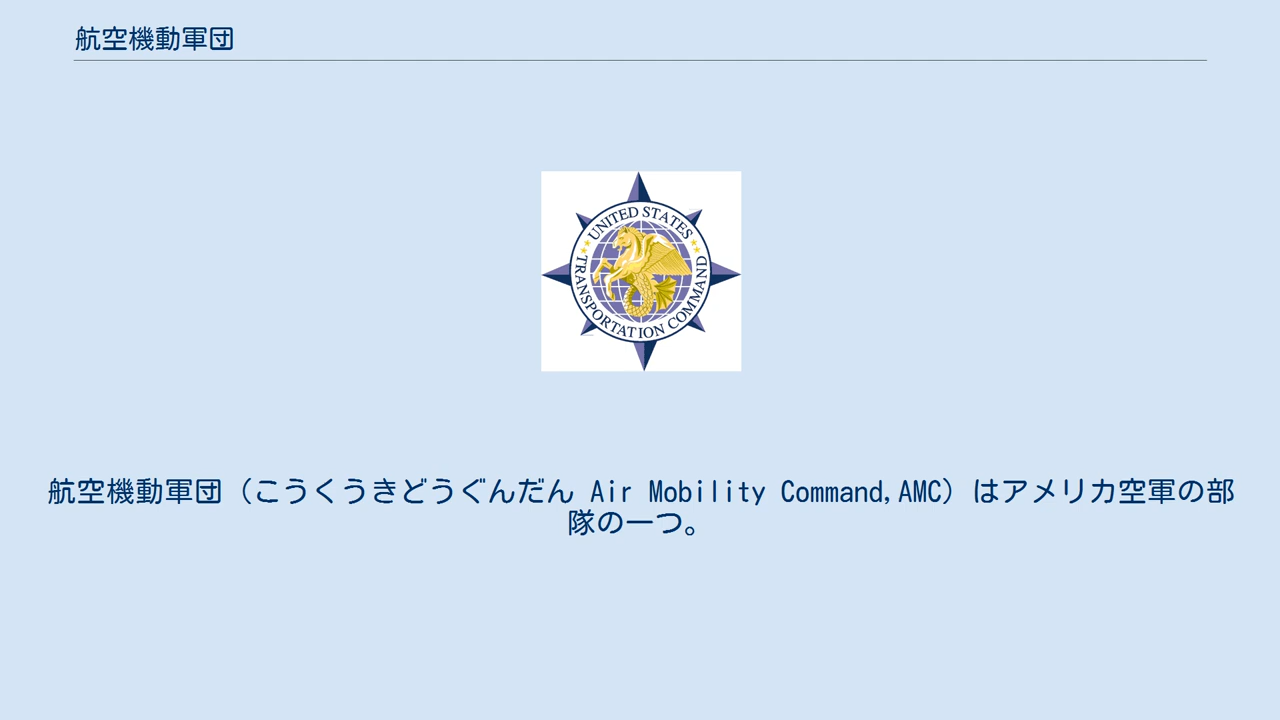 航空機動軍団
UNITED STATES
TRANSPORTATION COMMAND
航空機動軍団（こうくうきどうぐんだん Air Mobility Command,AMC）はアメリカ空軍の部
隊の一つ。